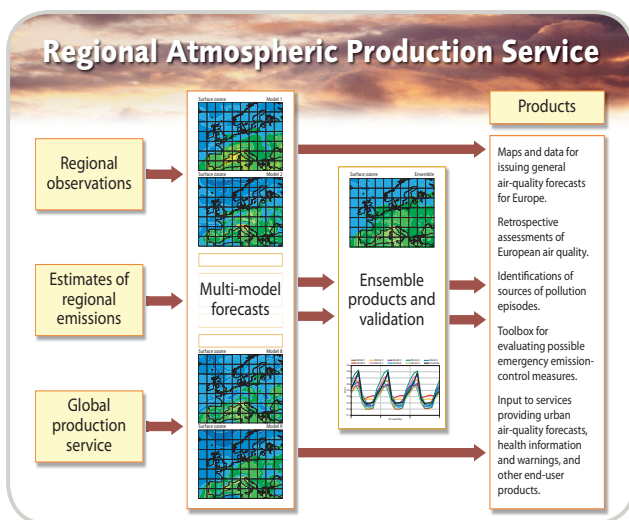 Regional Atmospheric Production Service
Regional
observations
Estimates of
regional
emissions
Global
production
service
Surface ozone Model 1
Surface ozone Model 2
Multi-model
forecasts
Surface ozone Model 8
Surface ozone Model 9
Surface ozone Ensemble
Ensemble
products and
validation
Products
Maps and data for
issuing general
air-quality forecasts
for Europe.
Retrospective
assessments of
European air quality.
Identifications of
sources of pollution
episodes.
Toolbox for
evaluating possible
emergency emission-
control measures.
Input to services
providing urban
air-quality forecasts,
health information
and warnings, and
other end-user
products.